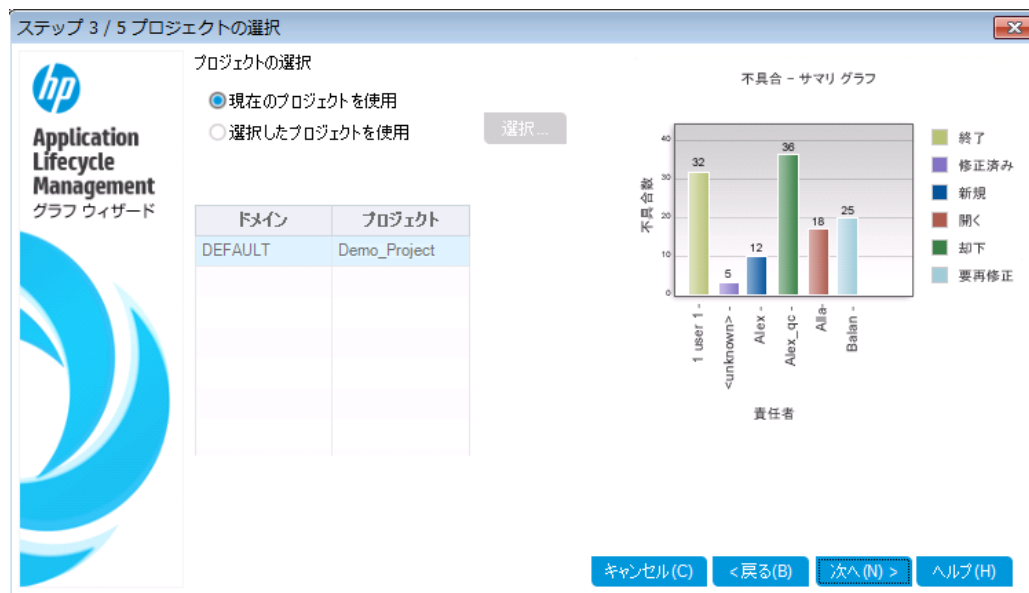 ステップ 3 / 5 プロジェクトの選択
hp
Application
Lifecycle
Management
グラフ ウィザード
プロジェクトの選択
現在のプロジェクトを使用
選択したプロジェクトを使用
選択...
ドメイン プロジェクト
DEFAULT Demo_Project
不具合 - サマリ グラフ
不具合数
40
30
20
10
0
32
5
12
36
18
25
1 user 1 -
<unknown> -
Alex -
Alex_qc -
Alla-
Balan -
責任者
終了
修正済み
新規
開く
却下
要再修正
キャンセル(C) <戻る(B) 次へ(N) > ヘルプ(H)